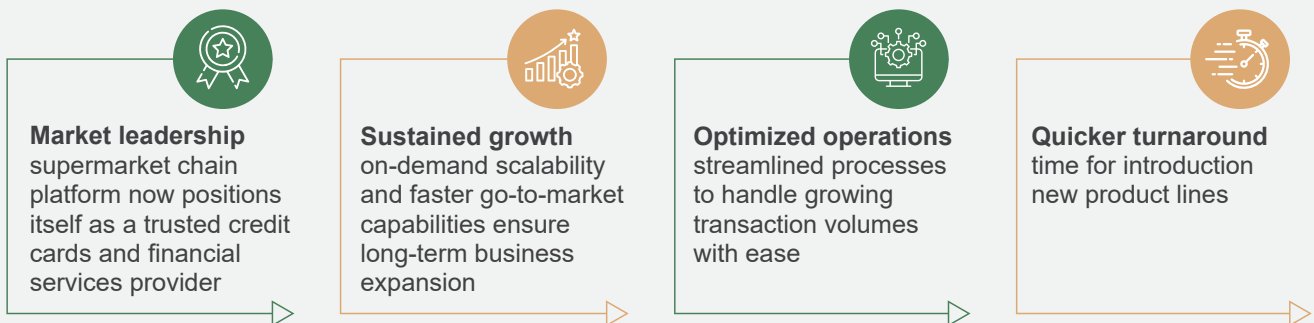 Market leadership
supermarket chain
platform now positions
itself as a trusted credit
cards and financial
services provider
Sustained growth
on-demand scalability
and faster go-to-market
capabilities ensure
long-term business
expansion
Optimized operations
streamlined processes
to handle growing
transaction volumes
with ease
Quicker turnaround
time for introduction
new product lines